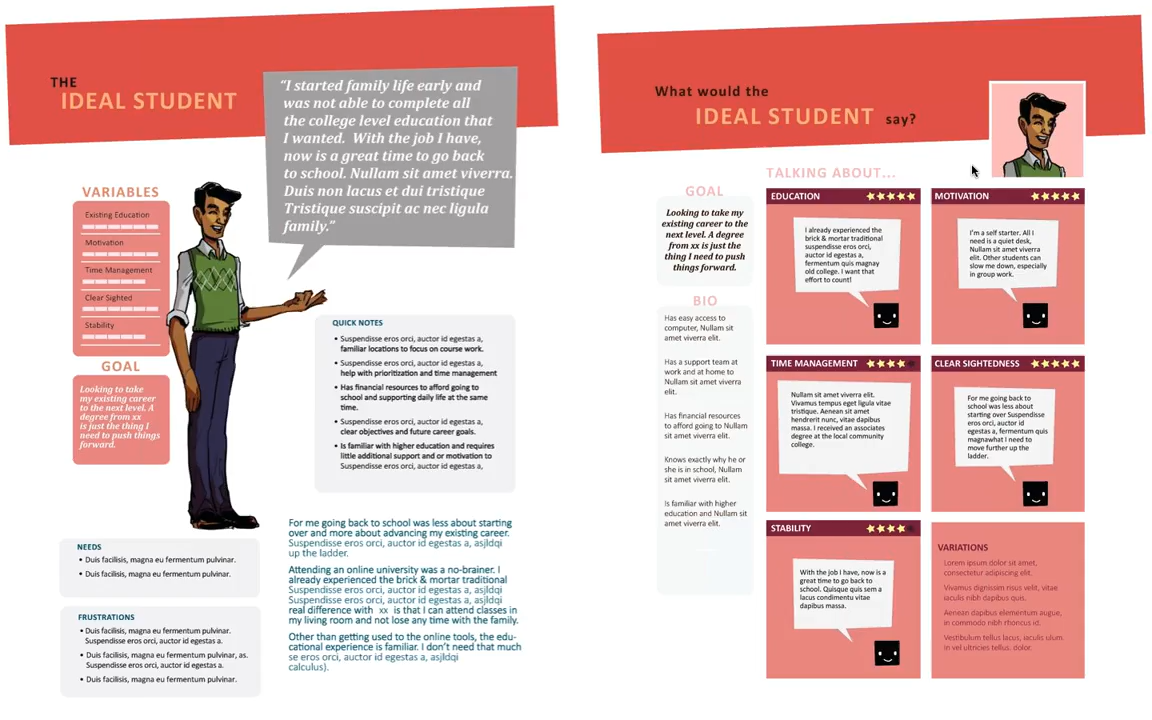 THE
IDEAL STUDENT
“I started family life early and
was not able to complete all
the college level education that
I wanted.  With the job I have,
now is a great time to go back
to school. Nullam sit amet viverra.
Duis non lacus et dui tristique
Tristique suscipit ac nec ligula
family.”
VARIABLES
Existing Education
Motivation
Time Management
Clear Sighted
Stability
GOAL
Looking to take
my existing career
to the next level. A
degree from xx
is just the thing I
need to push things
forward.
QUICK NOTES
• Suspendisse eros orci, auctor id egestas a,
familiar locations to focus on course work.
• Suspendisse eros orci, auctor id egestas a,
help with prioritization and time management
• Has financial resources to afford going to
school and supporting daily life at the same
time.
• Suspendisse eros orci, auctor id egestas a,
clear objectives and future career goals.
• Is familiar with higher education and requires
little additional support and or motivation to
Suspendisse eros orci, auctor id egestas a,
NEEDS
• Duis facilisis, magna eu fermentum pulvinar.
• Duis facilisis, magna eu fermentum pulvinar.
FRUSTRATIONS
• Duis facilisis, magna eu fermentum pulvinar.
Suspendisse eros orci, auctor id egestas a.
• Duis facilisis, magna eu fermentum pulvinar, as.
Suspendisse eros orci, auctor id egestas a.
• Duis facilisis, magna eu fermentum pulvinar.
For me going back to school was less about starting
over and more about advancing my existing career.
Suspendisse eros orci, auctor id egestas a, asjldqi
up the ladder.
Attending an online university was a no-brainer. I
already experienced the brick & mortar traditional
Suspendisse eros orci, auctor id egestas a, asjldqi
Suspendisse eros orci, auctor id egestas a, asjldqi
real difference with xx is that I can attend classes in
my living room and not lose any time with the family.
Other than getting used to the online tools, the edu-
cational experience is familiar. I don’t need that much
se eros orci, auctor id egestas a, asjldqi
calculus).
What would the
IDEAL STUDENT say?
TALKING ABOUT...
GOAL
Looking to take my
existing career to the
next level. A degree
from xx is just the
thing I need to push
things forward.
BIO
Has easy access to
computer, Nullam sit
amet viverra elit.
Has a support team at
work and at home to
Nullam sit amet viverra
elit.
Has financial resources
to afford going to Nullam
sit amet viverra elit.
Knows exactly why he or
she is in school, Nullam
sit amet viverra elit.
Is familiar with higher
education and Nullam sit
amet viverra elit.
EDUCATION
I already experienced the
brick & mortar traditional
suspendisse eros orci,
auctor id egestas a,
fermentum quis magnay
old college. I want that
effort to count!
MOTIVATION
I’m a self starter. All I
need is a quiet desk,
Nullam sit amet viverra
elit. Other students can
slow me down, especially
in group work.
TIME MANAGEMENT
Nullam sit amet viverra elit.
Vivamus tempus eget ligula vitae
tristique. Aenean sit amet
hendrerit nunc, vitae dapibus
massa. I received an associates
degree at the local community
college.
CLEAR SIGHTEDNESS
For me going back to
school was less about
starting over Suspendisse
eros orci, auctor id
egestas a, fermentum quis
magnawhat I need to
move further up the
ladder.
STABILITY
With the job I have, now is a
great time to go back to
school. Quisque quis sem a
lacus condimentu vitae
dapibus massa.
VARIATIONS
Lorem ipsum dolor sit amet,
consectetur adipiscing elit.
Vivamus dignissim risus velit, vitae
iaculis nibh dapibus quis.
Aenean dapibus elementum augue,
in commodo nibh rhoncus id.
Vestibulum tellus lacus, iaculis ulum.
In vel ultricies tellus. dolor.